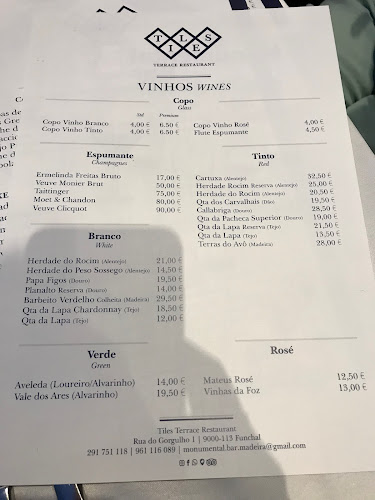 TILES
TERRACE RESTAURANT
VINHOS WINES
Copo
Glass
Std Premium
Copo Vinho Branco 4,00 € 6.50 €
Copo Vinho Tinto 4,00 € 6.50 €
Copo Vinho Rosé 4,00 €
Flute Espumante 4,50 €
Espumante
Champagnes
Ermelinda Freitas Bruto 17,00 €
Veuve Monier Brut 50,00 €
Taittinger 75,00 €
Moet & Chandon 80,00 €
Veuve Clicquot 90,00 €
Tinto
Red
Cartuxa (Alentejo) 52,50 €
Herdade Rocim Reserva (Alentejo) 25,00 €
Herdade do Rocim (Alentejo) 20,50 €
Qta dos Carvalhais (Dão) 19,50 €
Callabriga (Douro) 28,50 €
Qta da Pacheca Superior (Douro) 19,00 €
Qta da Lapa Reserva (Tejo) 21,50 €
Qta da Lapa (Tejo) 13,50 €
Terras do Avô (Madeira) 28,00 €
Branco
White
Herdade do Rocim (Alentejo) 21,00 €
Herdade do Peso Sossego (Alentejo) 14,50 €
Papa Figos (Douro) 19,50 €
Planalto Reserva (Douro) 14,00 €
Barbeito Verdelho Colheita (Madeira) 29,50 €
Qta da Lapa Chardonnay (Tejo) 18,50 €
Qta da Lapa (Tejo) 12,00 €
Verde
Green
Aveleda (Loureiro/Alvarinho) 14,00 €
Vale dos Ares (Alvarinho) 19,50 €
Rosé
Mateus Rosé 12,50 €
Vinhas da Foz 13,00 €
Tiles Terrace Restaurant
Rua do Gorgulho 1 | 9000-113 Funchal
291 751 118 | 961 116 089 | monumental.bar.madeira@gmail.com